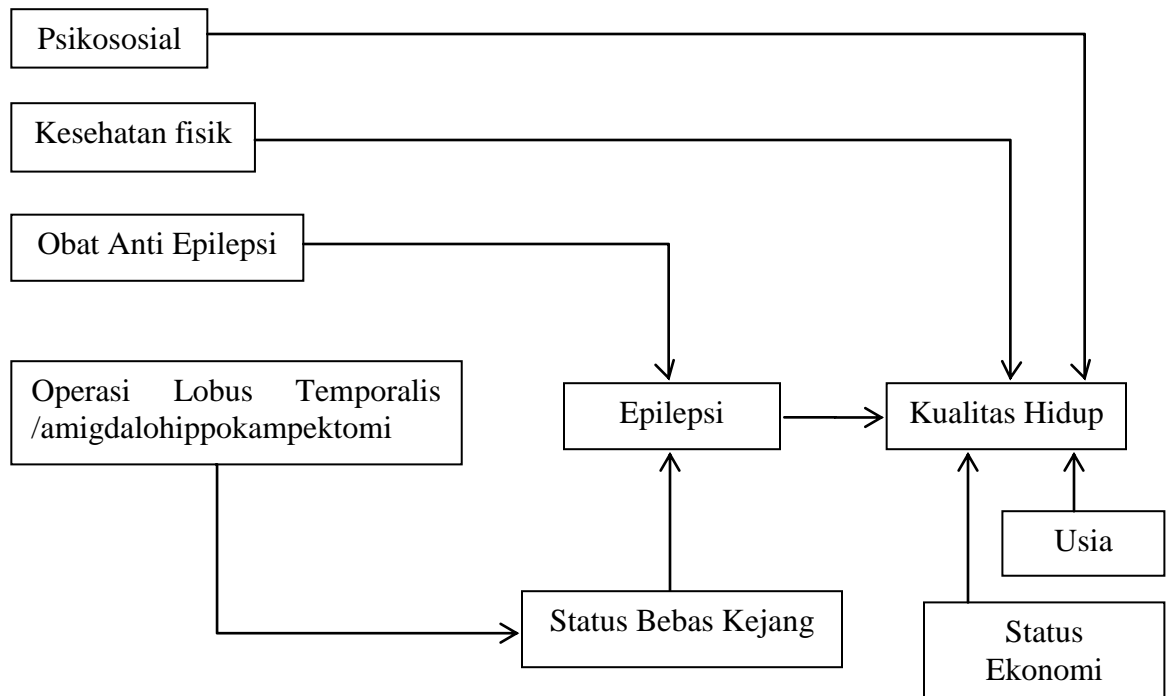 Psikososial
Kesehatan fisik
Obat Anti Epilepsi
Operasi Lobus Temporalis
/amigdalohippokampektomi
Epilepsi
Kualitas Hidup
Usia
Status Bebas Kejang
Status
Ekonomi